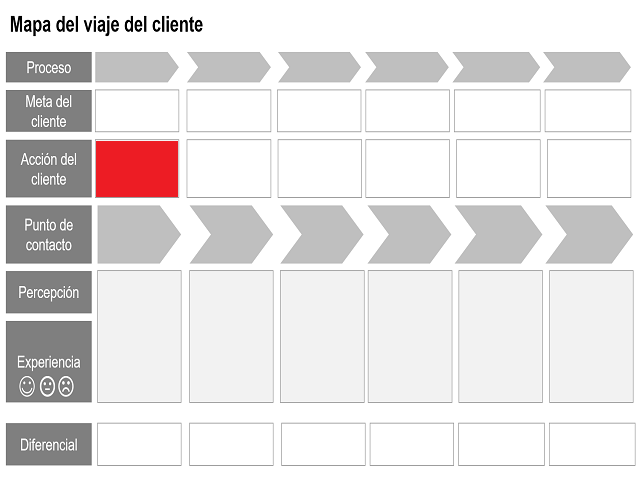 Mapa del viaje del cliente
Proceso
Meta del
cliente
Acción del
cliente
Punto de
contacto
Percepción
Experiencia
Diferencial